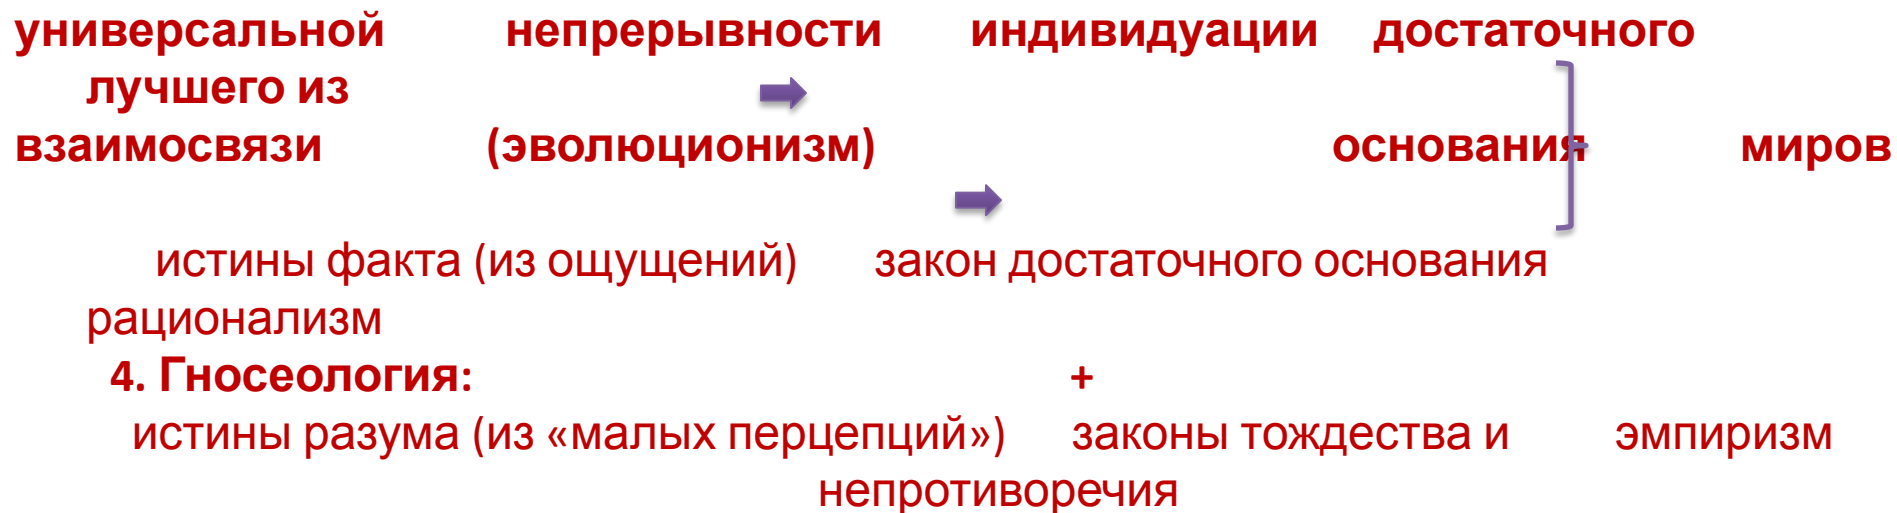 универсальной непрерывности индивидуации достаточного
лучшего из
взаимосвязи (эволюционизм) основания миров
истины факта (из ощущений) закон достаточного основания
рационализм
4. Гносеология: +
истины разума (из «малых перцепций») законы тождества и эмпиризм
непротиворечия